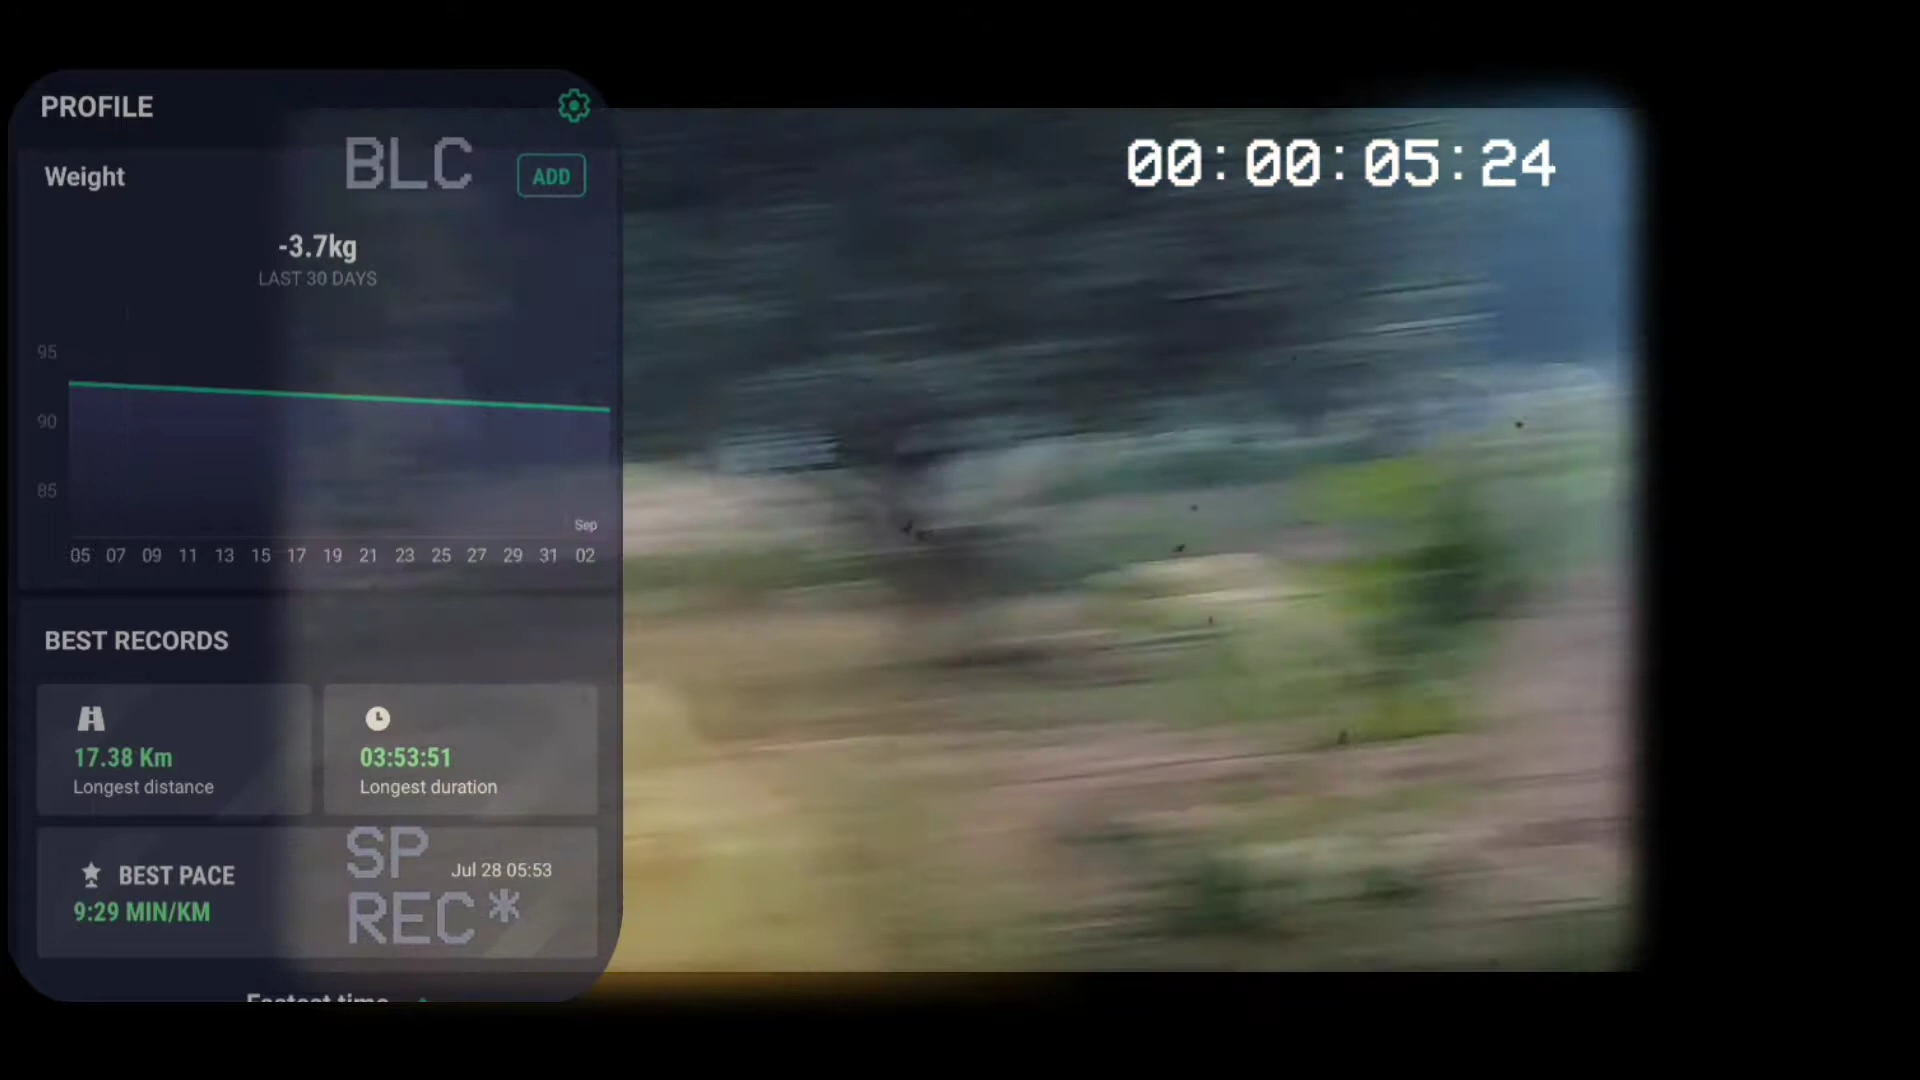 PROFILE
BLC
00:00:05:24
Weight
ADD
-3.7kg
LAST 30 DAYS
95
90
85
Sep
05 07 09 11 13 15 17 19 21 23 25 27 29 31 02
BEST RECORDS
17.38 Km
Longest distance
03:53:51
Longest duration
BEST PACE
9:29 MIN/KM
Jul 28 05:53
SP
REC*
Fastest time